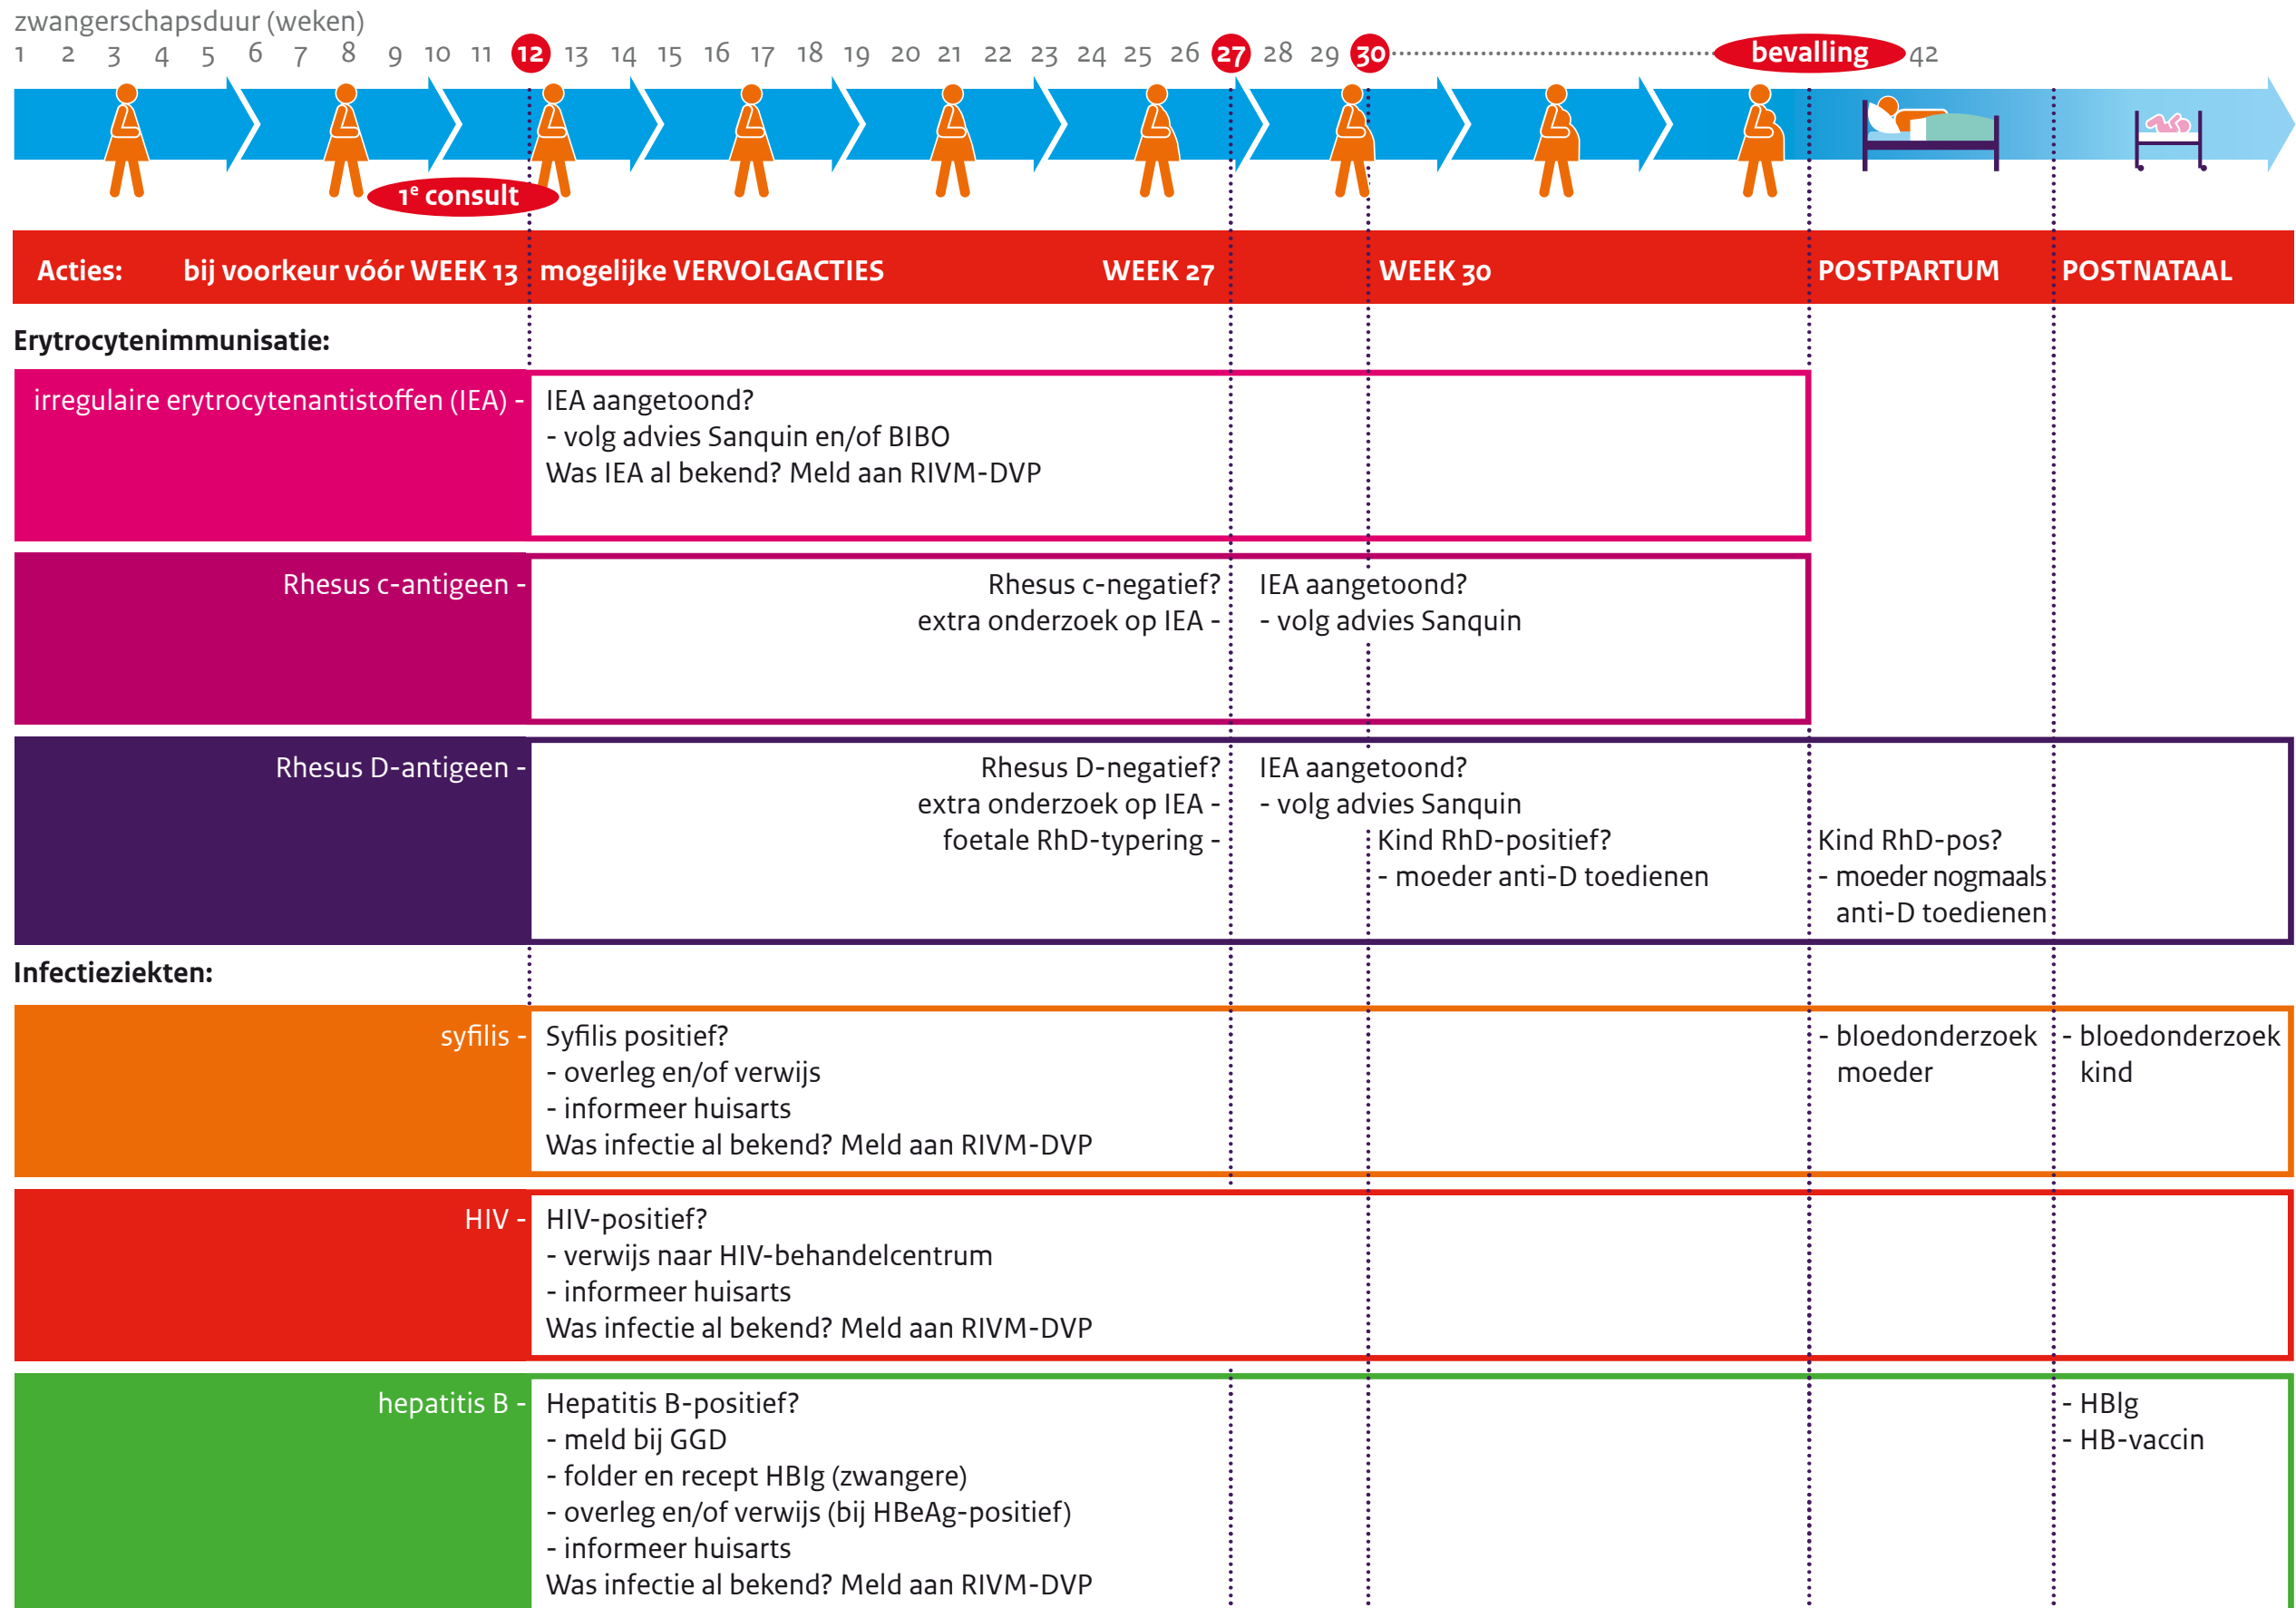 zwangerschapsduur (weken)
1 2 3 4 5 6 7 8 9 10 11 12 13 14 15 16 17 18 19 20 21 22 23 24 25 26 27 28 29 30 bevalling 42
1e consult
Acties: bij voorkeur vóór WEEK 13 mogelijke VERVOLGACTIES WEEK 27 WEEK 30 POSTPARTUM POSTNATAAL
Erytrocytenimmunisatie:
irregulaire erytrocytenantistoffen (IEA) -
IEA aangetoond?
- volg advies Sanquin en/of BIBO
Was IEA al bekend? Meld aan RIVM-DVP
Rhesus c-antigeen -
Rhesus c-negatief?
extra onderzoek op IEA -
IEA aangetoond?
- volg advies Sanquin
Rhesus D-antigeen -
Rhesus D-negatief?
extra onderzoek op IEA -
foetale RhD-typering -
IEA aangetoond?
- volg advies Sanquin
Kind RhD-positief?
- moeder anti-D toedienen
Kind RhD-pos?
- moeder nogmaals
anti-D toedienen
Infectieziekten:
syfilis -
Syfilis positief?
- overleg en/of verwijs
- informeer huisarts
Was infectie al bekend? Meld aan RIVM-DVP
- bloedonderzoek
moeder
- bloedonderzoek
kind
HIV -
HIV-positief?
- verwijs naar HIV-behandelcentrum
- informeer huisarts
Was infectie al bekend? Meld aan RIVM-DVP
hepatitis B -
Hepatitis B-positief?
- meld bij GGD
- folder en recept HBIg (zwangere)
- overleg en/of verwijs (bij HBeAg-positief)
- informeer huisarts
Was infectie al bekend? Meld aan RIVM-DVP
- HBlg
- HB-vaccin